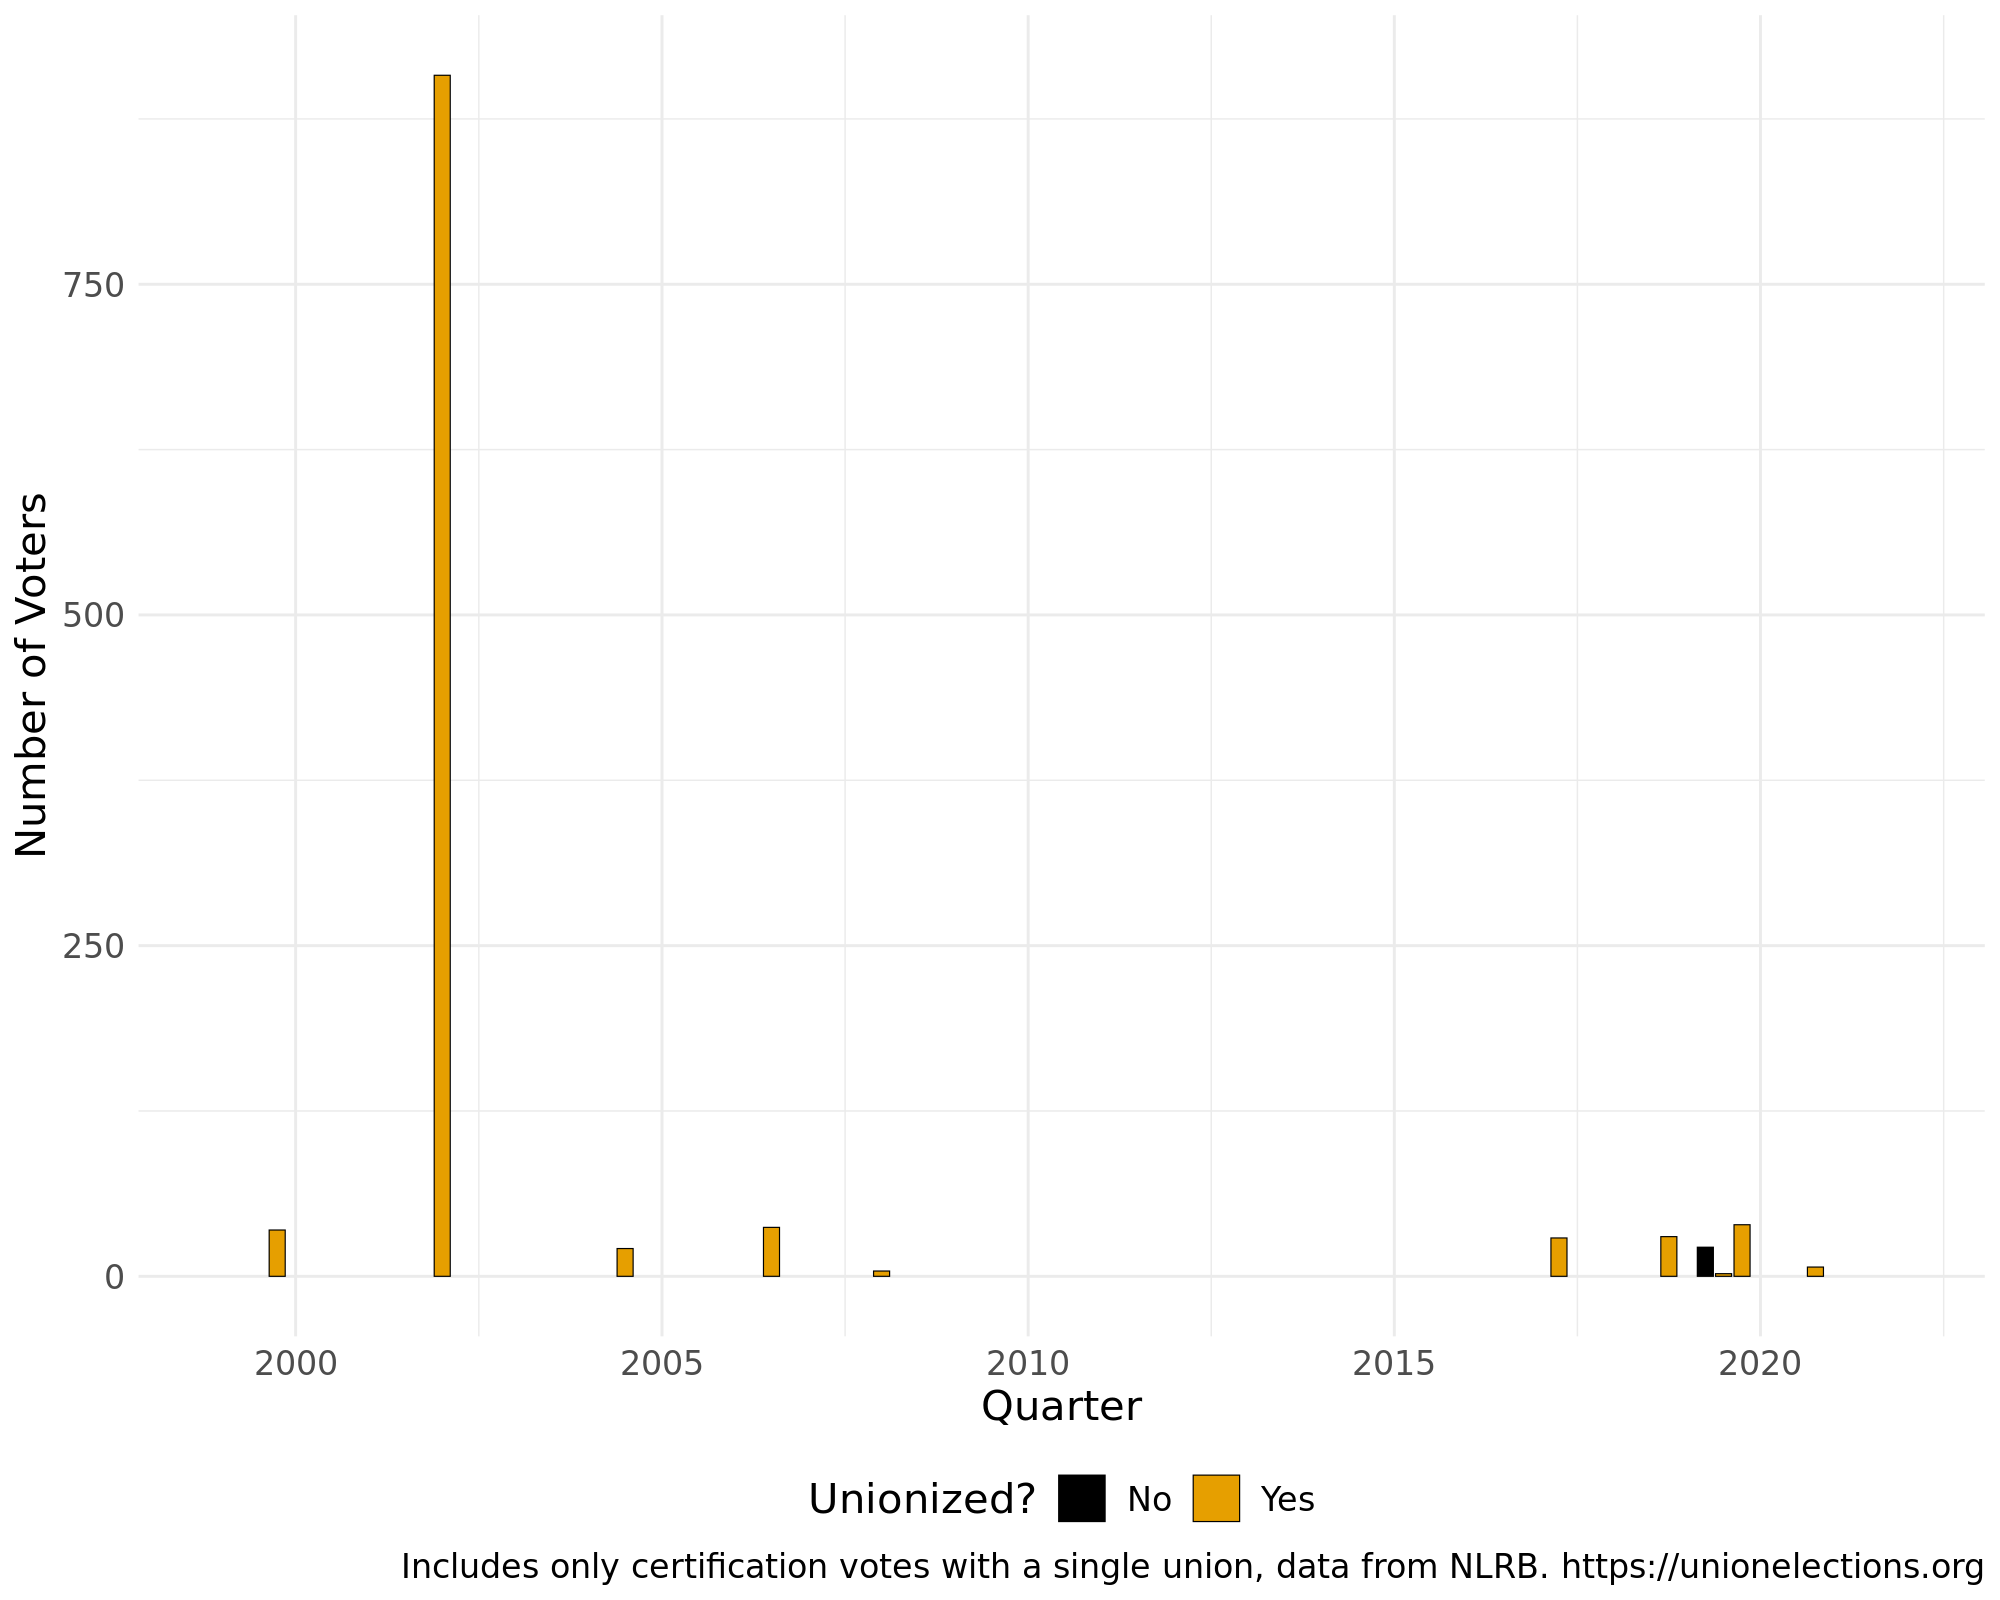 750
500
250
0
Number of Voters
2000 2005 2010 2015 2020
Quarter
Unionized? No Yes
Includes only certification votes with a single union, data from NLRB. https://unionelections.org